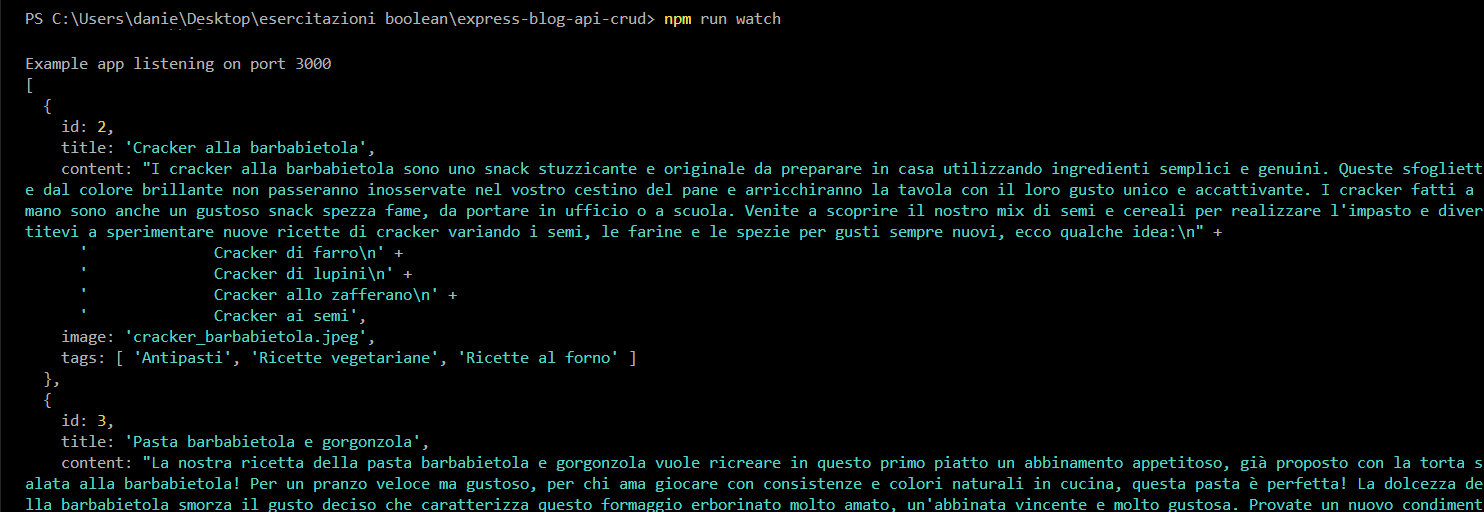 PS C:\Users\danie\Desktop\esercitazioni boolean\express-blog-api-crud> npm run watch
Example app listening on port 3000
[
  {
    id: 2,
    title: 'Cracker alla barbabietola',
    content: "I cracker alla barbabietola sono uno snack stuzzicante e originale da preparare in casa utilizzando ingredienti semplici e genuini. Queste sfogliett
e dal colore brillante non passeranno inosservate nel vostro cestino del pane e arricchiranno la tavola con il loro gusto unico e accattivante. I cracker fatti a
mano sono anche un gustoso snack spezza fame, da portare in ufficio o a scuola. Venite a scoprire il nostro mix di semi e cereali per realizzare l'impasto e diver
titevi a sperimentare nuove ricette di cracker variando i semi, le farine e le spezie per gusti sempre nuovi, ecco qualche idea:\n" +
      '              Cracker di farro\n' +
      '              Cracker di lupini\n' +
      '              Cracker allo zafferano\n' +
      '              Cracker ai semi',
    image: 'cracker_barbabietola.jpeg',
    tags: [ 'Antipasti', 'Ricette vegetariane', 'Ricette al forno' ]
  },
  {
    id: 3,
    title: 'Pasta barbabietola e gorgonzola',
    content: "La nostra ricetta della pasta barbabietola e gorgonzola vuole ricreare in questo primo piatto un abbinamento appetitoso, già proposto con la torta s
alata alla barbabietola! Per un pranzo veloce ma gustoso, per chi ama giocare con consistenze e colori naturali in cucina, questa pasta è perfetta! La dolcezza de
lla barbabietola smorza il gusto deciso che caratterizza questo formaggio erborinato molto amato, un'abbinata vincente e molto gustosa. Provate un nuovo condiment